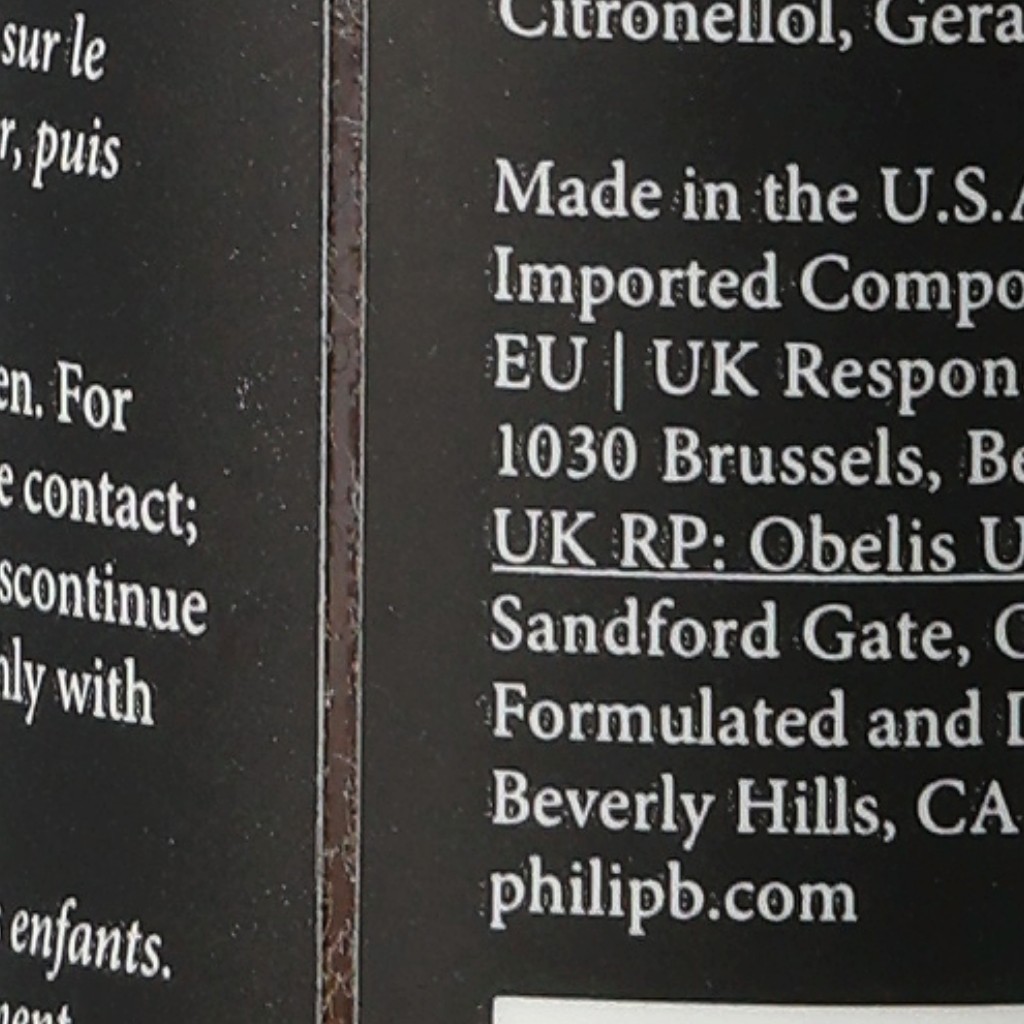 sur le
r, puis
en. For
e contact;
scontinue
nly with
enfants.
Citronellol, Gera
Made in the U.S.A
Imported Compo
EU | UK Respon
1030 Brussels, Be
UK RP: Obelis U
Sandford Gate,
Formulated and
Beverly Hills, CA
philipb.com